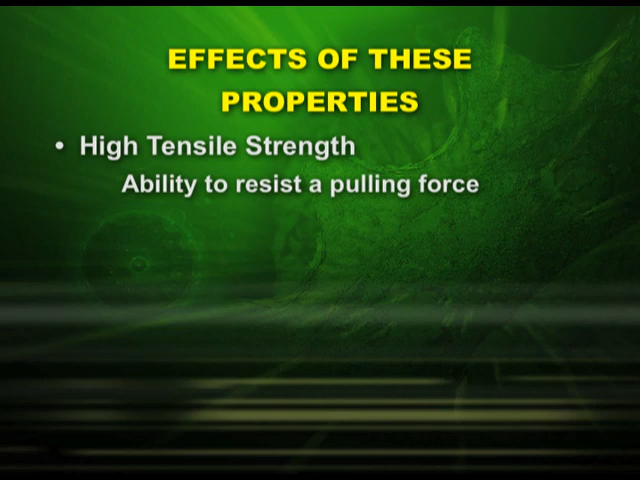 EFFECTS OF THESE
PROPERTIES
• High Tensile Strength
Ability to resist a pulling force